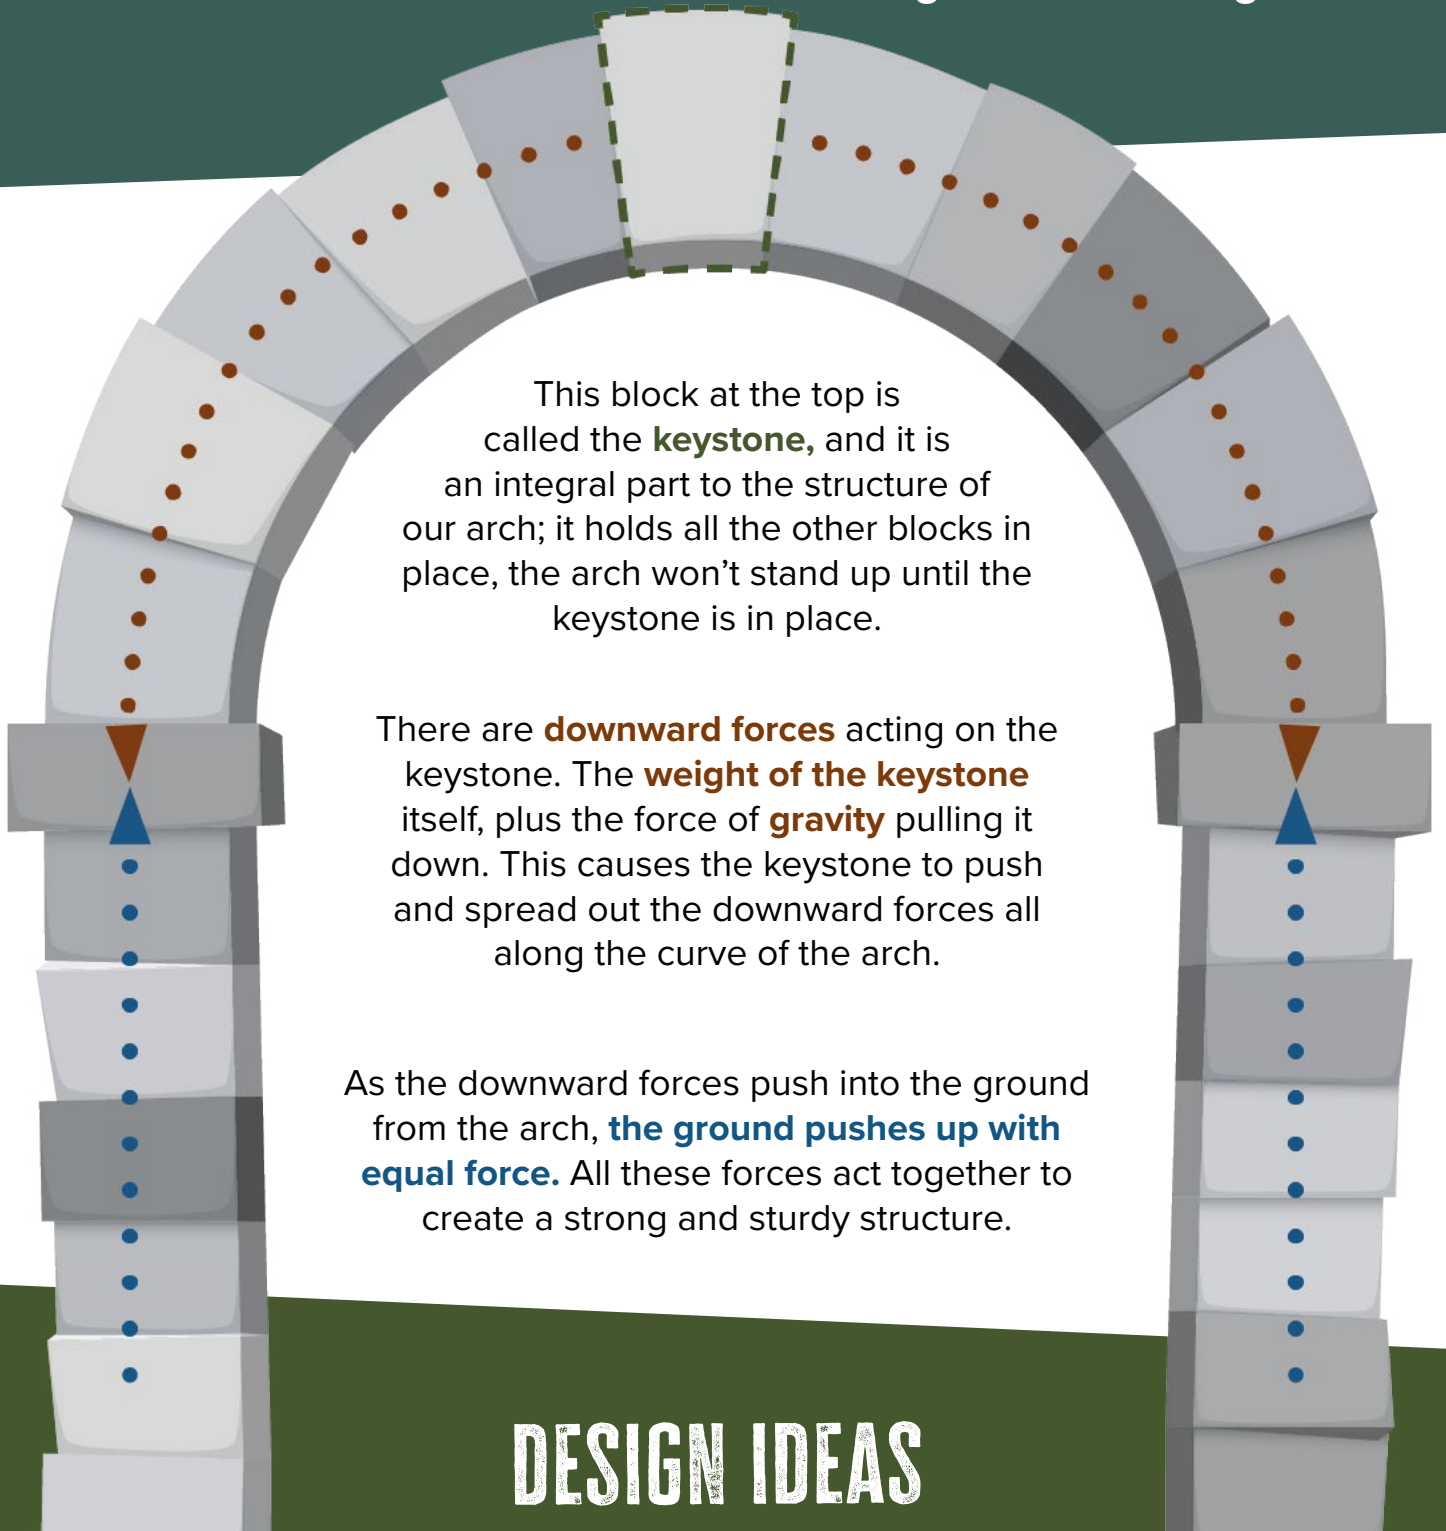 This block at the top is
called the keystone, and it is
an integral part to the structure of
our arch; it holds all the other blocks in
place, the arch won't stand up until the
keystone is in place.
There are downward forces acting on the
keystone. The weight of the keystone
itself, plus the force of gravity pulling it
down. This causes the keystone to push
and spread out the downward forces all
along the curve of the arch.
As the downward forces push into the ground
from the arch, the ground pushes up with
equal force. All these forces act together to
create a strong and sturdy structure.
DESIGN IDEAS